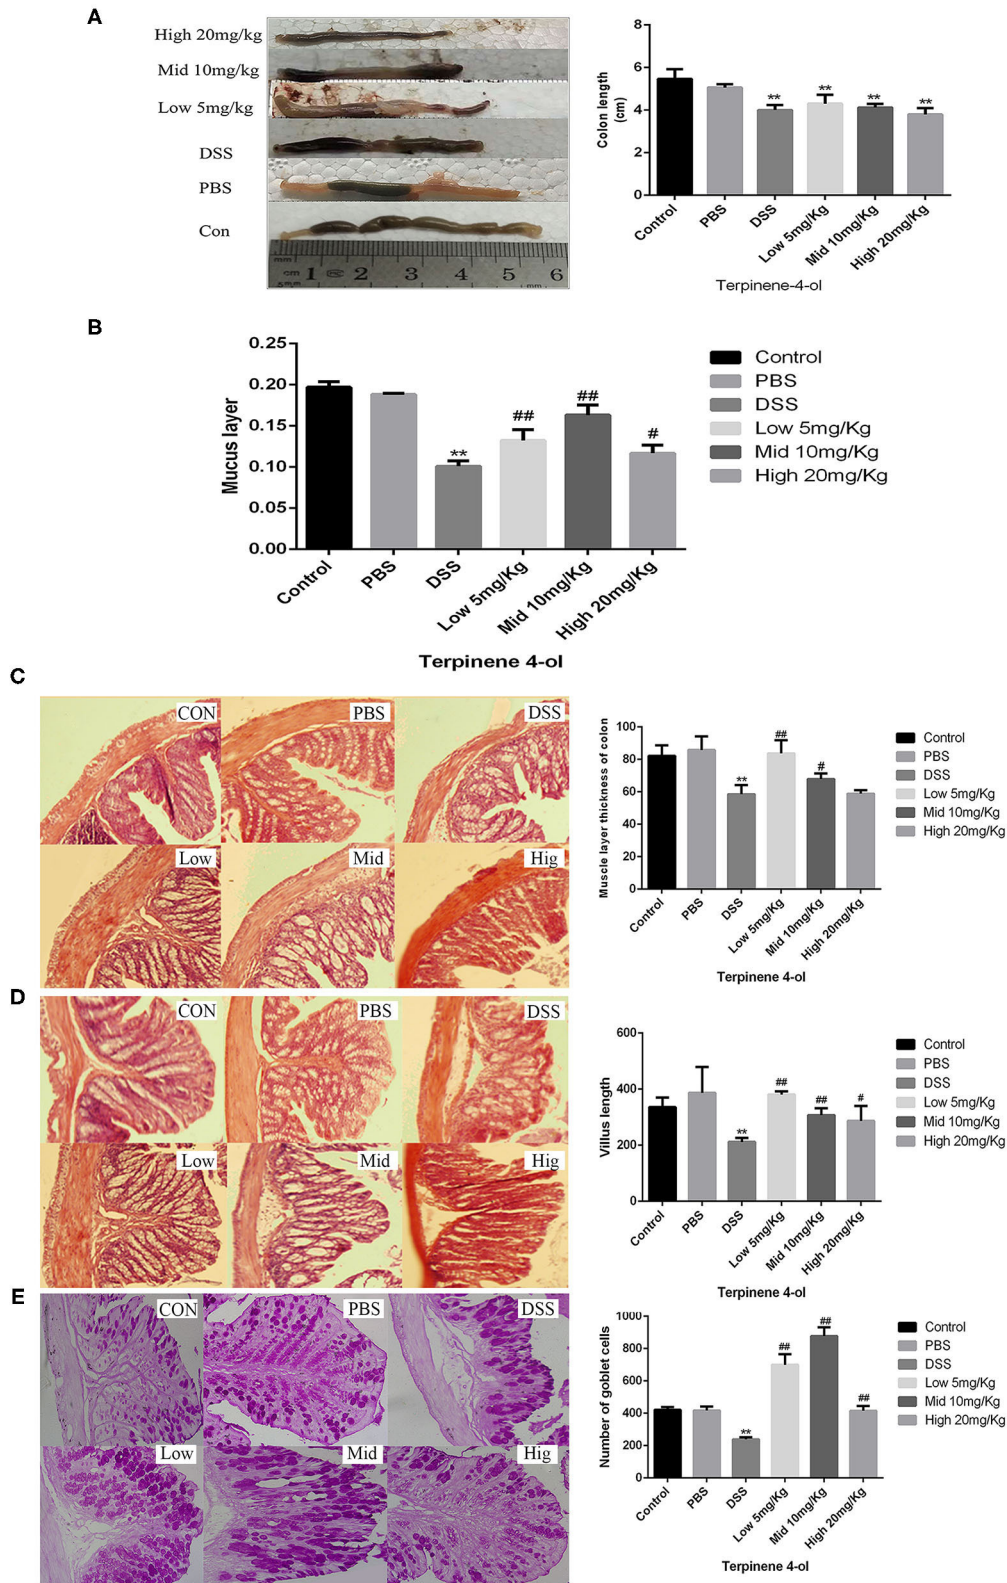 A
High 20mg/kg
Mid 10mg/kg
Low 5mg/kg
DSS
PBS
Con
mm
cm 1 2 3 4 5 6
5mm
mm
Colon length
(cm)
8
6
4
2
0
** ** ** **
Control
PBS
DSS
Low 5mg/Kg
Mid 10mg/Kg
High 20mg/Kg
Terpinene-4-ol
B
Mucus layer
0.25
0.20
0.15
0.10
0.05
0.00
** ## ## #
Control
PBS
DSS
Low 5mg/Kg
Mid 10mg/Kg
High 20mg/Kg
Terpinene 4-ol
Control
PBS
DSS
Low 5mg/Kg
Mid 10mg/Kg
High 20mg/Kg
C
CON PBS DSS
Low Mid Hig
Muscle layer thickness of colon
100
80
60
40
20
0
** ## #
Control
PBS
DSS
Low 5mg/Kg
Mid 10mg/Kg
High 20mg/Kg
Terpinene 4-ol
Control
PBS
DSS
Low 5mg/Kg
Mid 10mg/Kg
High 20mg/Kg
D
CON PBS DSS
Low Mid Hig
Villus length
600
400
200
0
** ## ## #
Control
PBS
DSS
Low 5mg/Kg
Mid 10mg/Kg
High 20mg/Kg
Terpinene 4-ol
Control
PBS
DSS
Low 5mg/Kg
Mid 10mg/Kg
High 20mg/Kg
E
CON PBS DSS
Low Mid Hig
Number of goblet cells
1000
800
600
400
200
0
** ## ## ##
Control
PBS
DSS
Low 5mg/Kg
Mid 10mg/Kg
High 20mg/Kg
Terpinene 4-ol
Control
PBS
DSS
Low 5mg/Kg
Mid 10mg/Kg
High 20mg/Kg